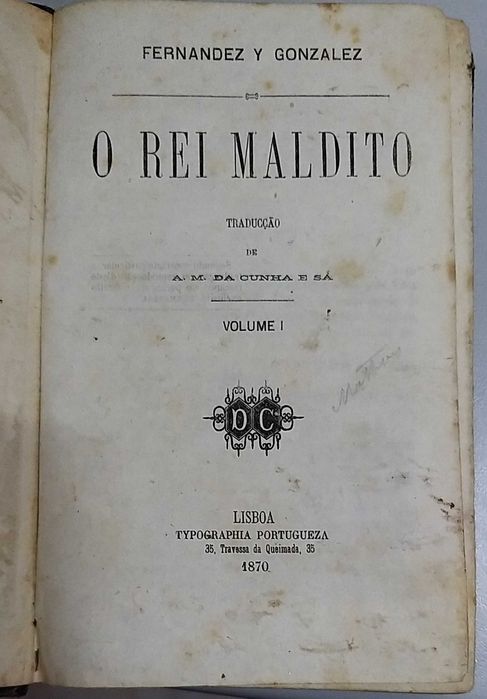 FERNANDEZ Y GONZALEZ
O REI MALDITO
TRADUCÇÃO
DE
A. M. DA CUNHA E SÁ
VOLUME I
DC
LISBOA
TYPOGRAPHIA PORTUGUEZA
35, Travessa da Queimada, 35
1870